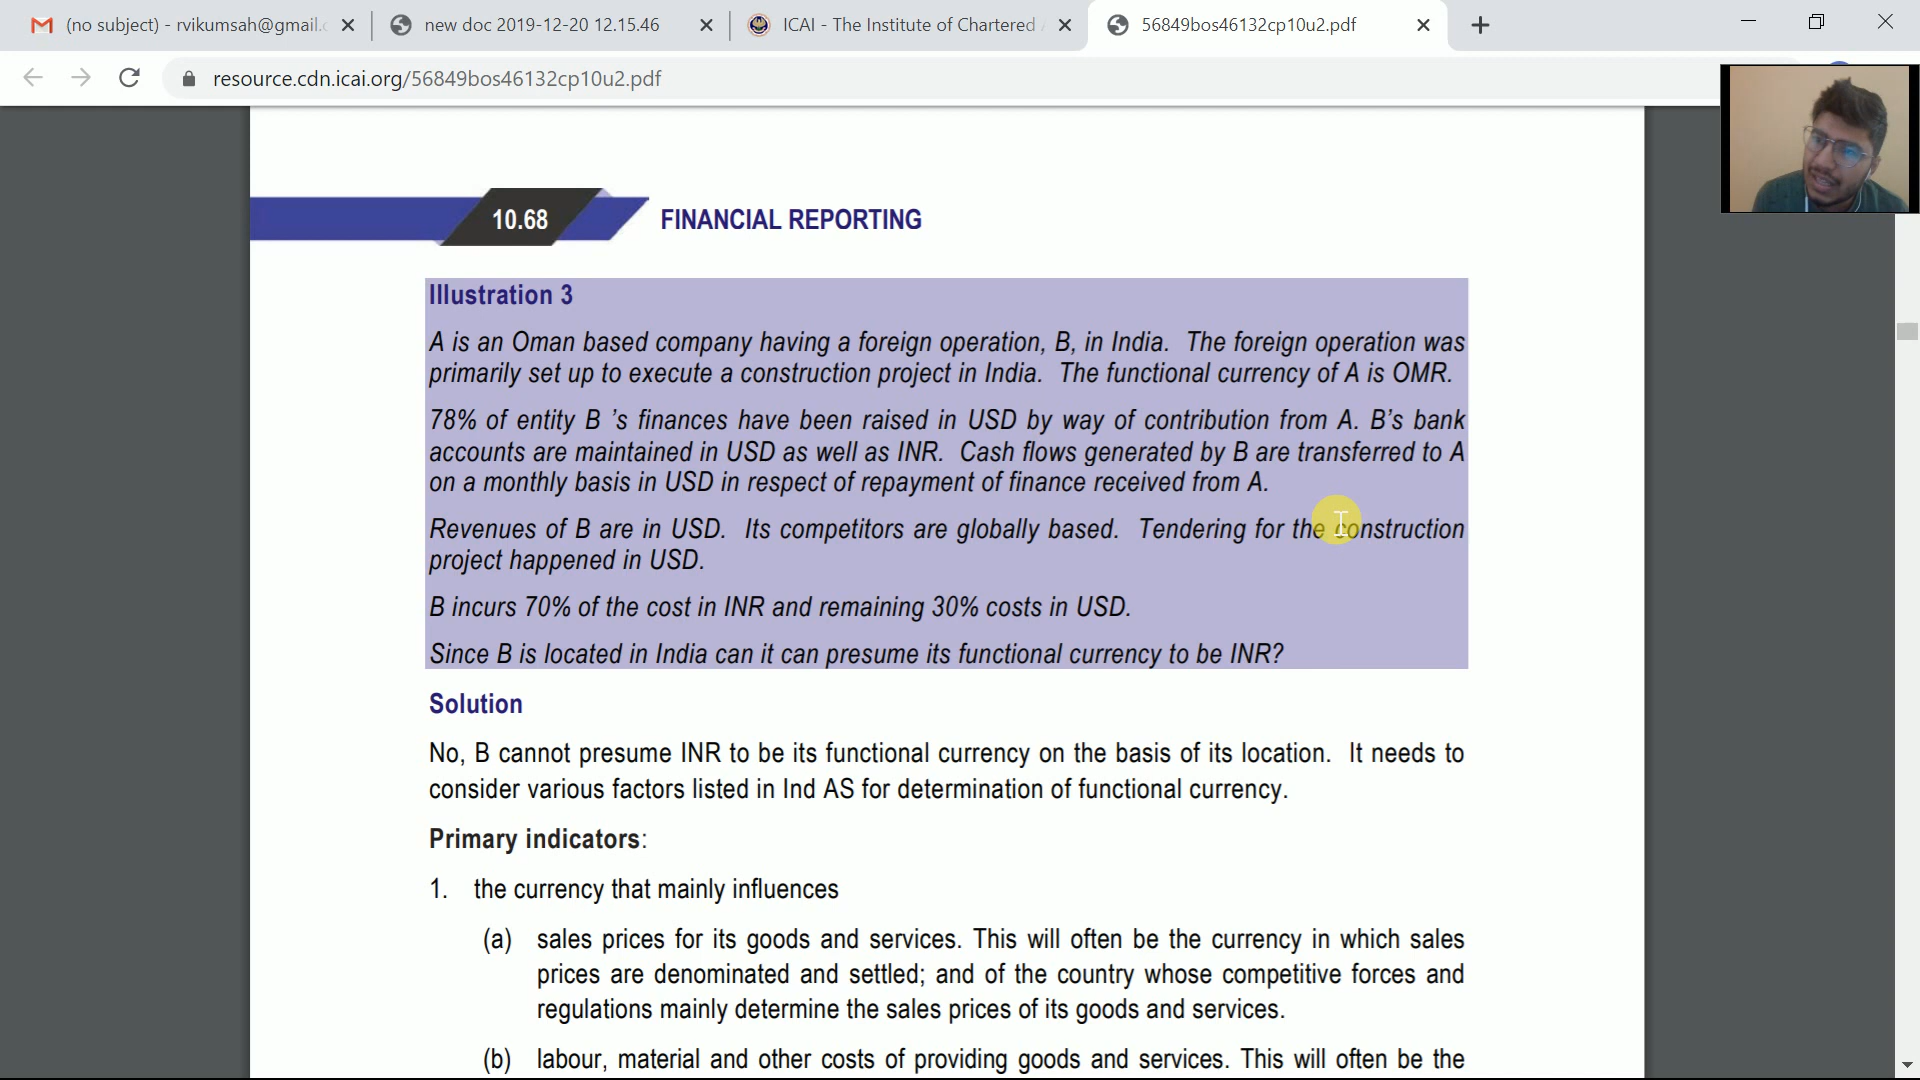 (no subject) - rvikumsah@gmail.c
new doc 2019-12-20 12.15.46
ICAI - The Institute of Chartered A
56849bos46132cp10u2.pdf
resource.cdn.icai.org/56849bos46132cp10u2.pdf
10.68
FINANCIAL REPORTING
Illustration 3
A is an Oman based company having a foreign operation, B, in India. The foreign operation was
primarily set up to execute a construction project in India. The functional currency of A is OMR.
78% of entity B 's finances have been raised in USD by way of contribution from A. B's bank
accounts are maintained in USD as well as INR. Cash flows generated by B are transferred to A
on a monthly basis in USD in respect of repayment of finance received from A.
Revenues of B are in USD. Its competitors are globally based. Tendering for the construction
project happened in USD.
B incurs 70% of the cost in INR and remaining 30% costs in USD.
Since B is located in India can it can presume its functional currency to be INR?
Solution
No, B cannot presume INR to be its functional currency on the basis of its location. It needs to
consider various factors listed in Ind AS for determination of functional currency.
Primary indicators:
1. the currency that mainly influences
(a) sales prices for its goods and services. This will often be the currency in which sales
prices are denominated and settled; and of the country whose competitive forces and
regulations mainly determine the sales prices of its goods and services.
(b) labour, material and other costs of providing goods and services. This will often be the